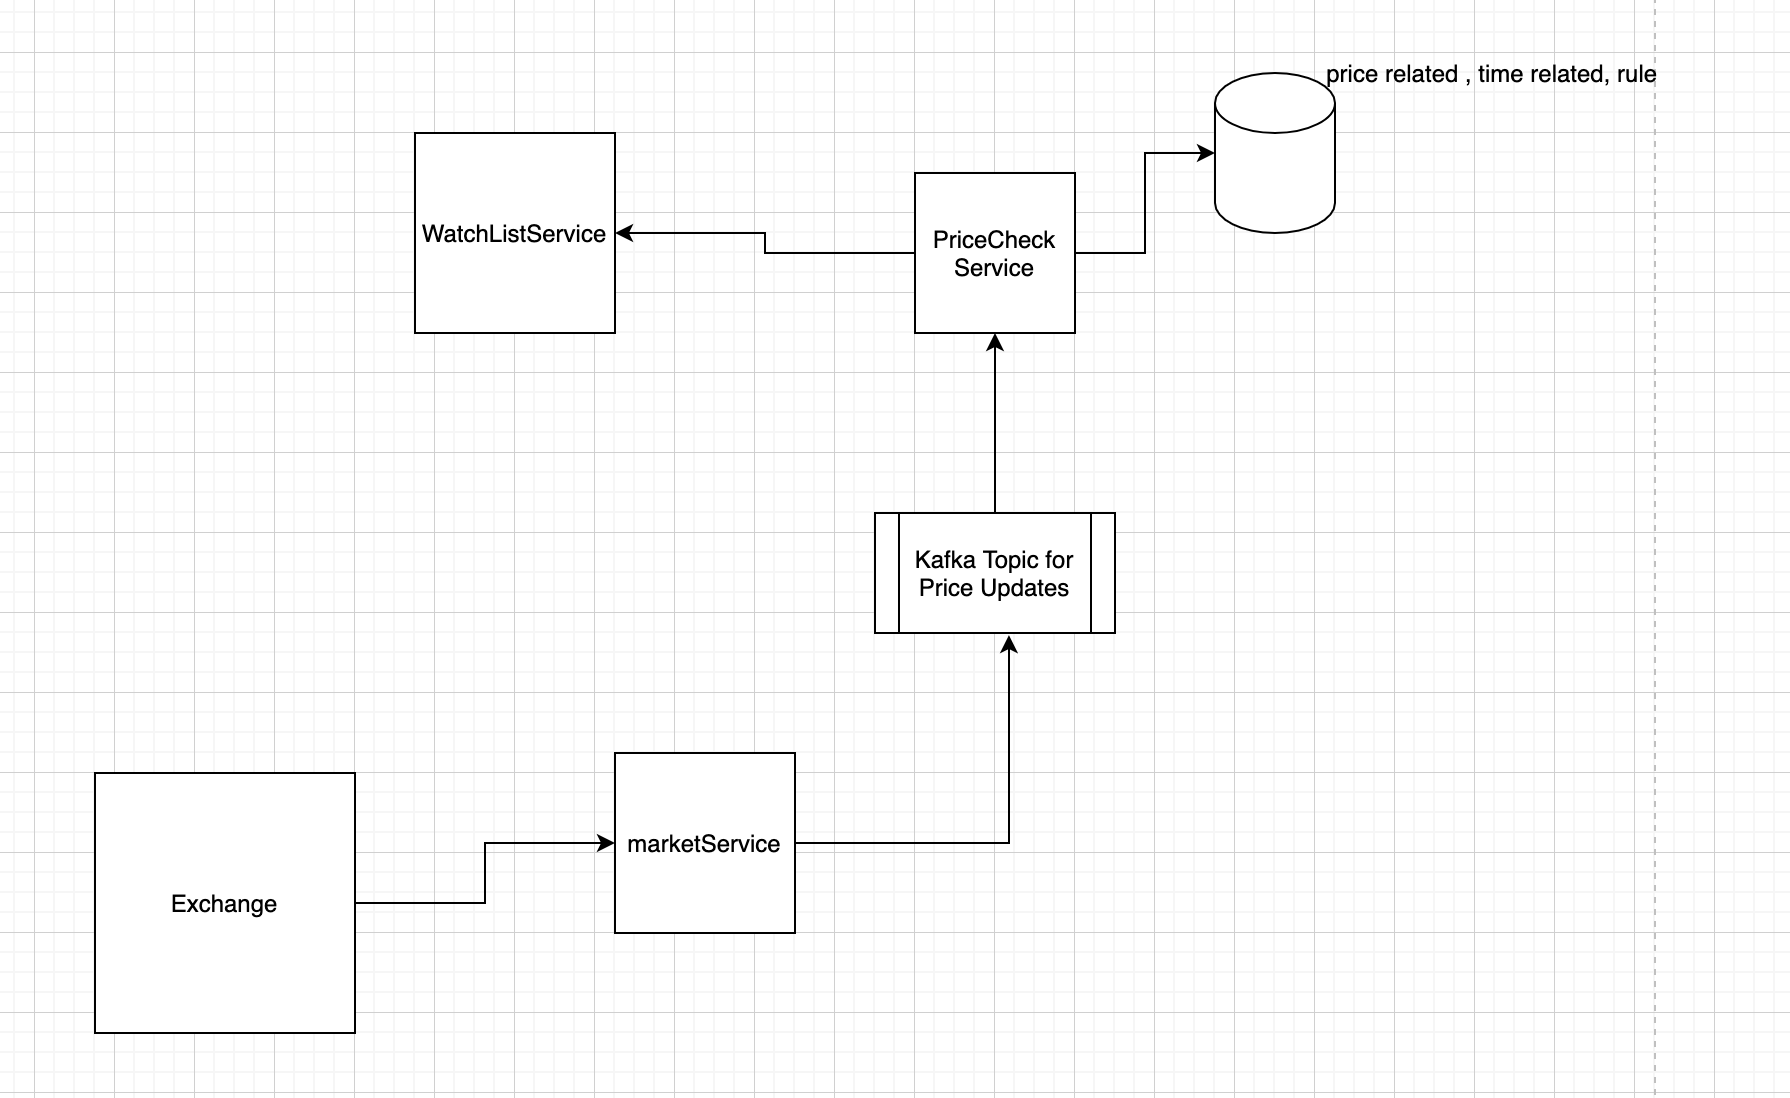 price related , time related, rule
WatchListService
PriceCheck
Service
Kafka Topic for
Price Updates
marketService
Exchange